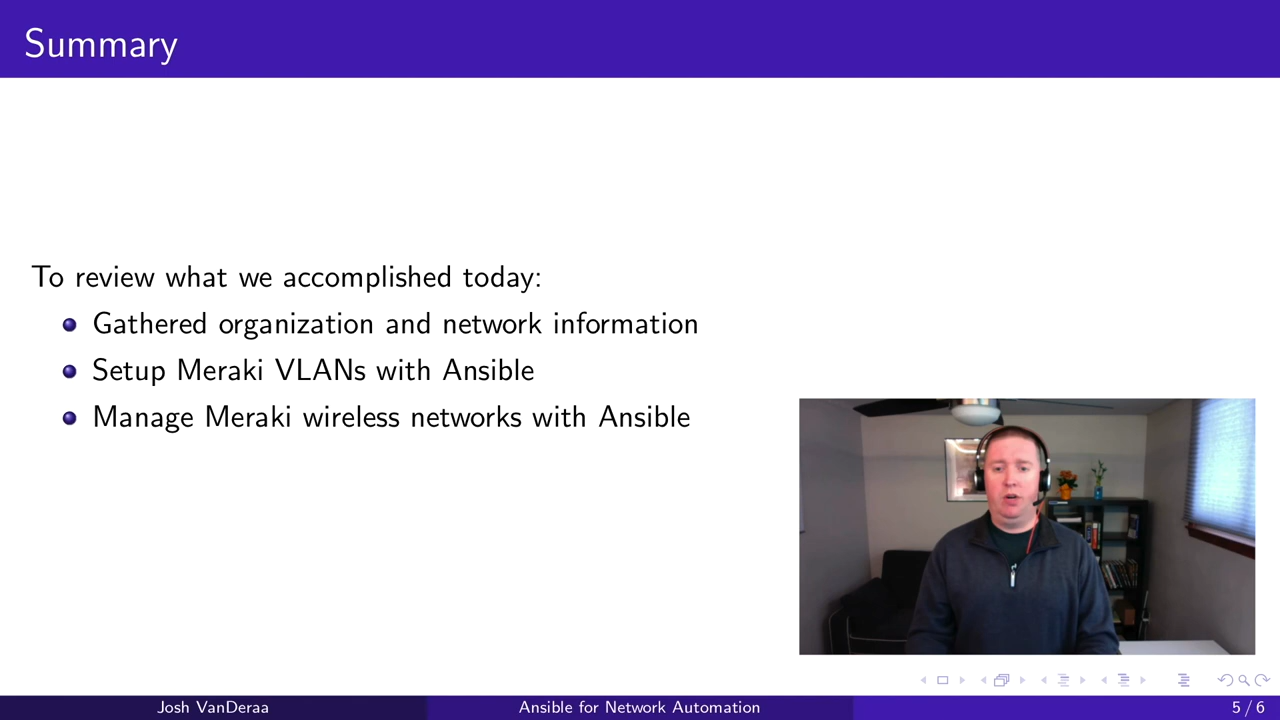 Summary
To review what we accomplished today:
Gathered organization and network information
Setup Meraki VLANs with Ansible
Manage Meraki wireless networks with Ansible
Josh VanDeraa
Ansible for Network Automation
5 / 6